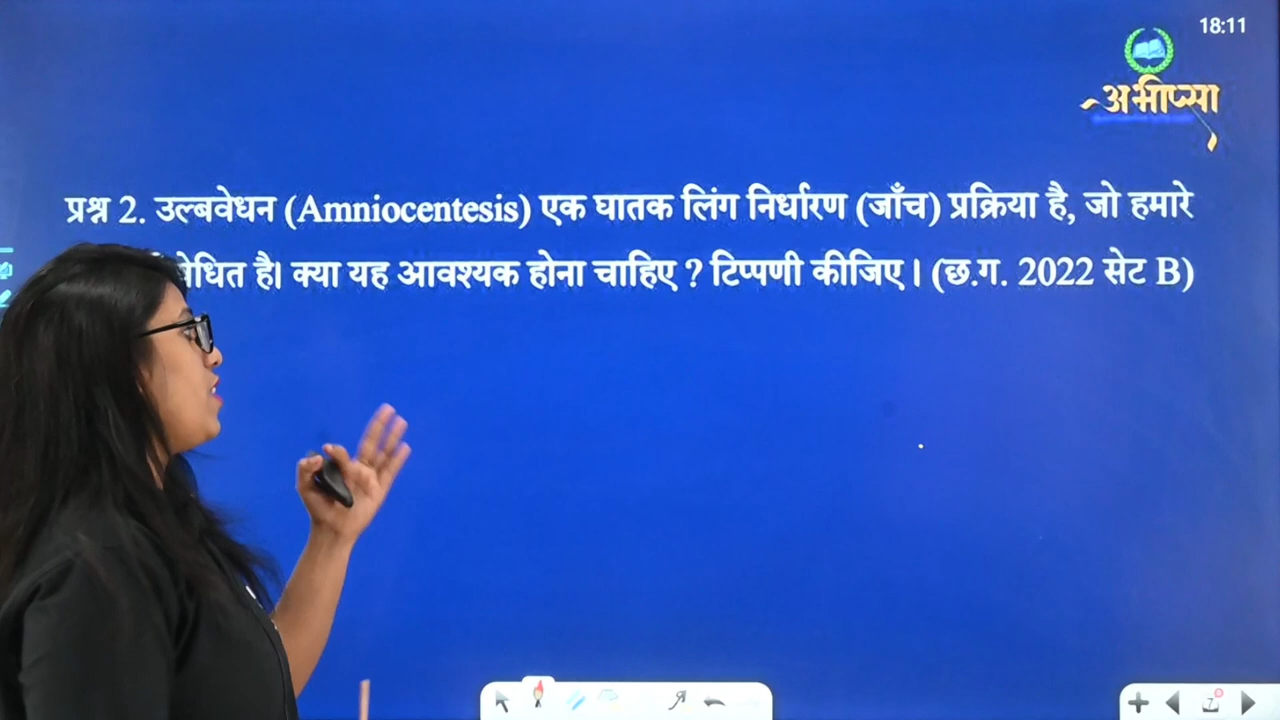 18:11
अभीप्सा
प्रश्न 2. उल्बवेधन (Amniocentesis) एक घातक लिंग निर्धारण (जाँच) प्रक्रिया है, जो हमारे
है। क्या यह आवश्यक होना चाहिए ? टिप्पणी कीजिए । (छ.ग. 2022 सेट B)